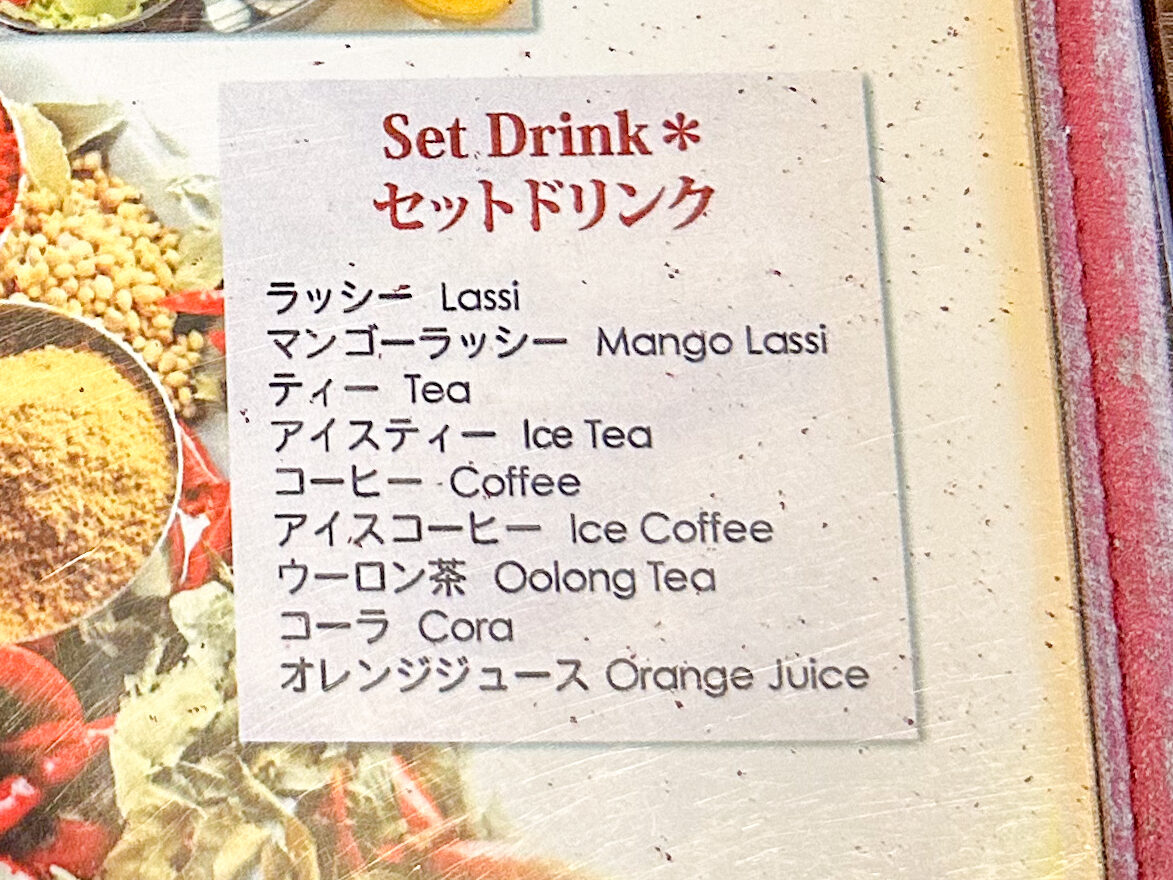 Set Drink*
セットドリンク
ラッシー Lassi
マンゴーラッシー Mango Lassi
ティー Tea
アイスティー Ice Tea
コーヒー Coffee
アイスコーヒー Ice Coffee
ウーロン茶 Oolong Tea
コーラ Cora
オレンジジュース Orange Juice